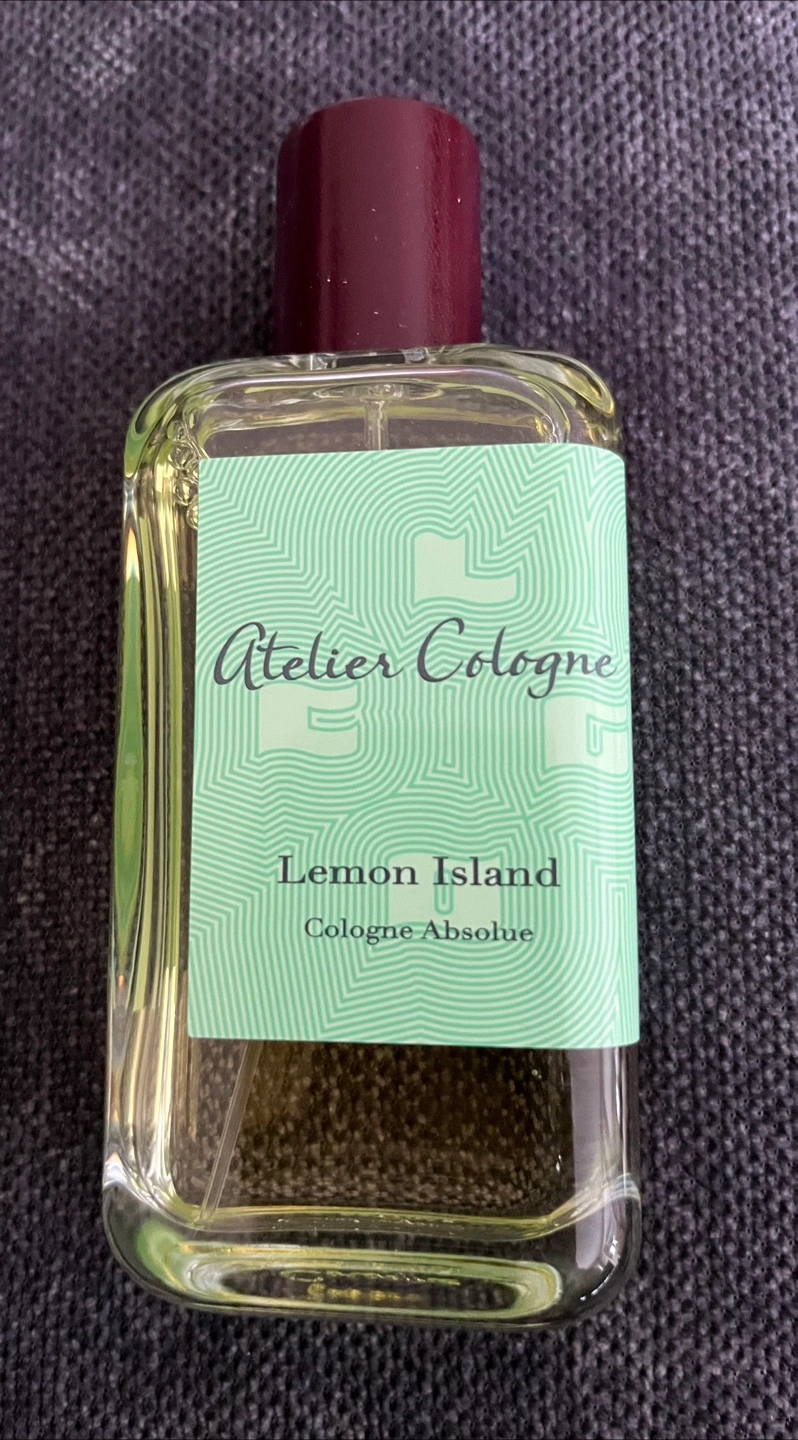 Atelier Cologne
Lemon Island
Cologne Absolue